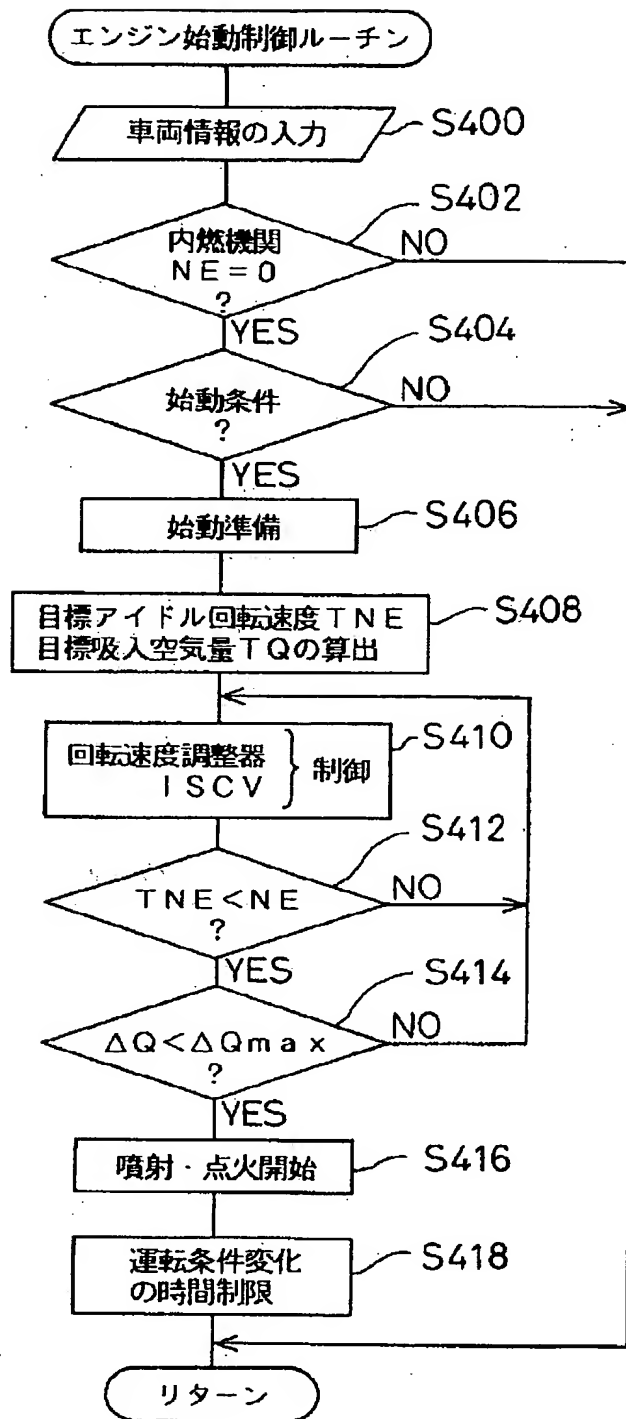 エンジン始動制御ルーチン
車両情報の入力
S400
S402
内燃機関
NE=0
?
NO
YES
S404
始動条件
?
NO
YES
始動準備
S406
目標アイドル回転速度TNE
目標吸入空気量TQの算出
S408
回転速度調整器
ISCV
制御
S410
S412
TNE<NE
?
NO
YES
S414
ΔQ<ΔQmax
?
NO
YES
噴射・点火開始
S416
運転条件変化
の時間制限
S418
リターン